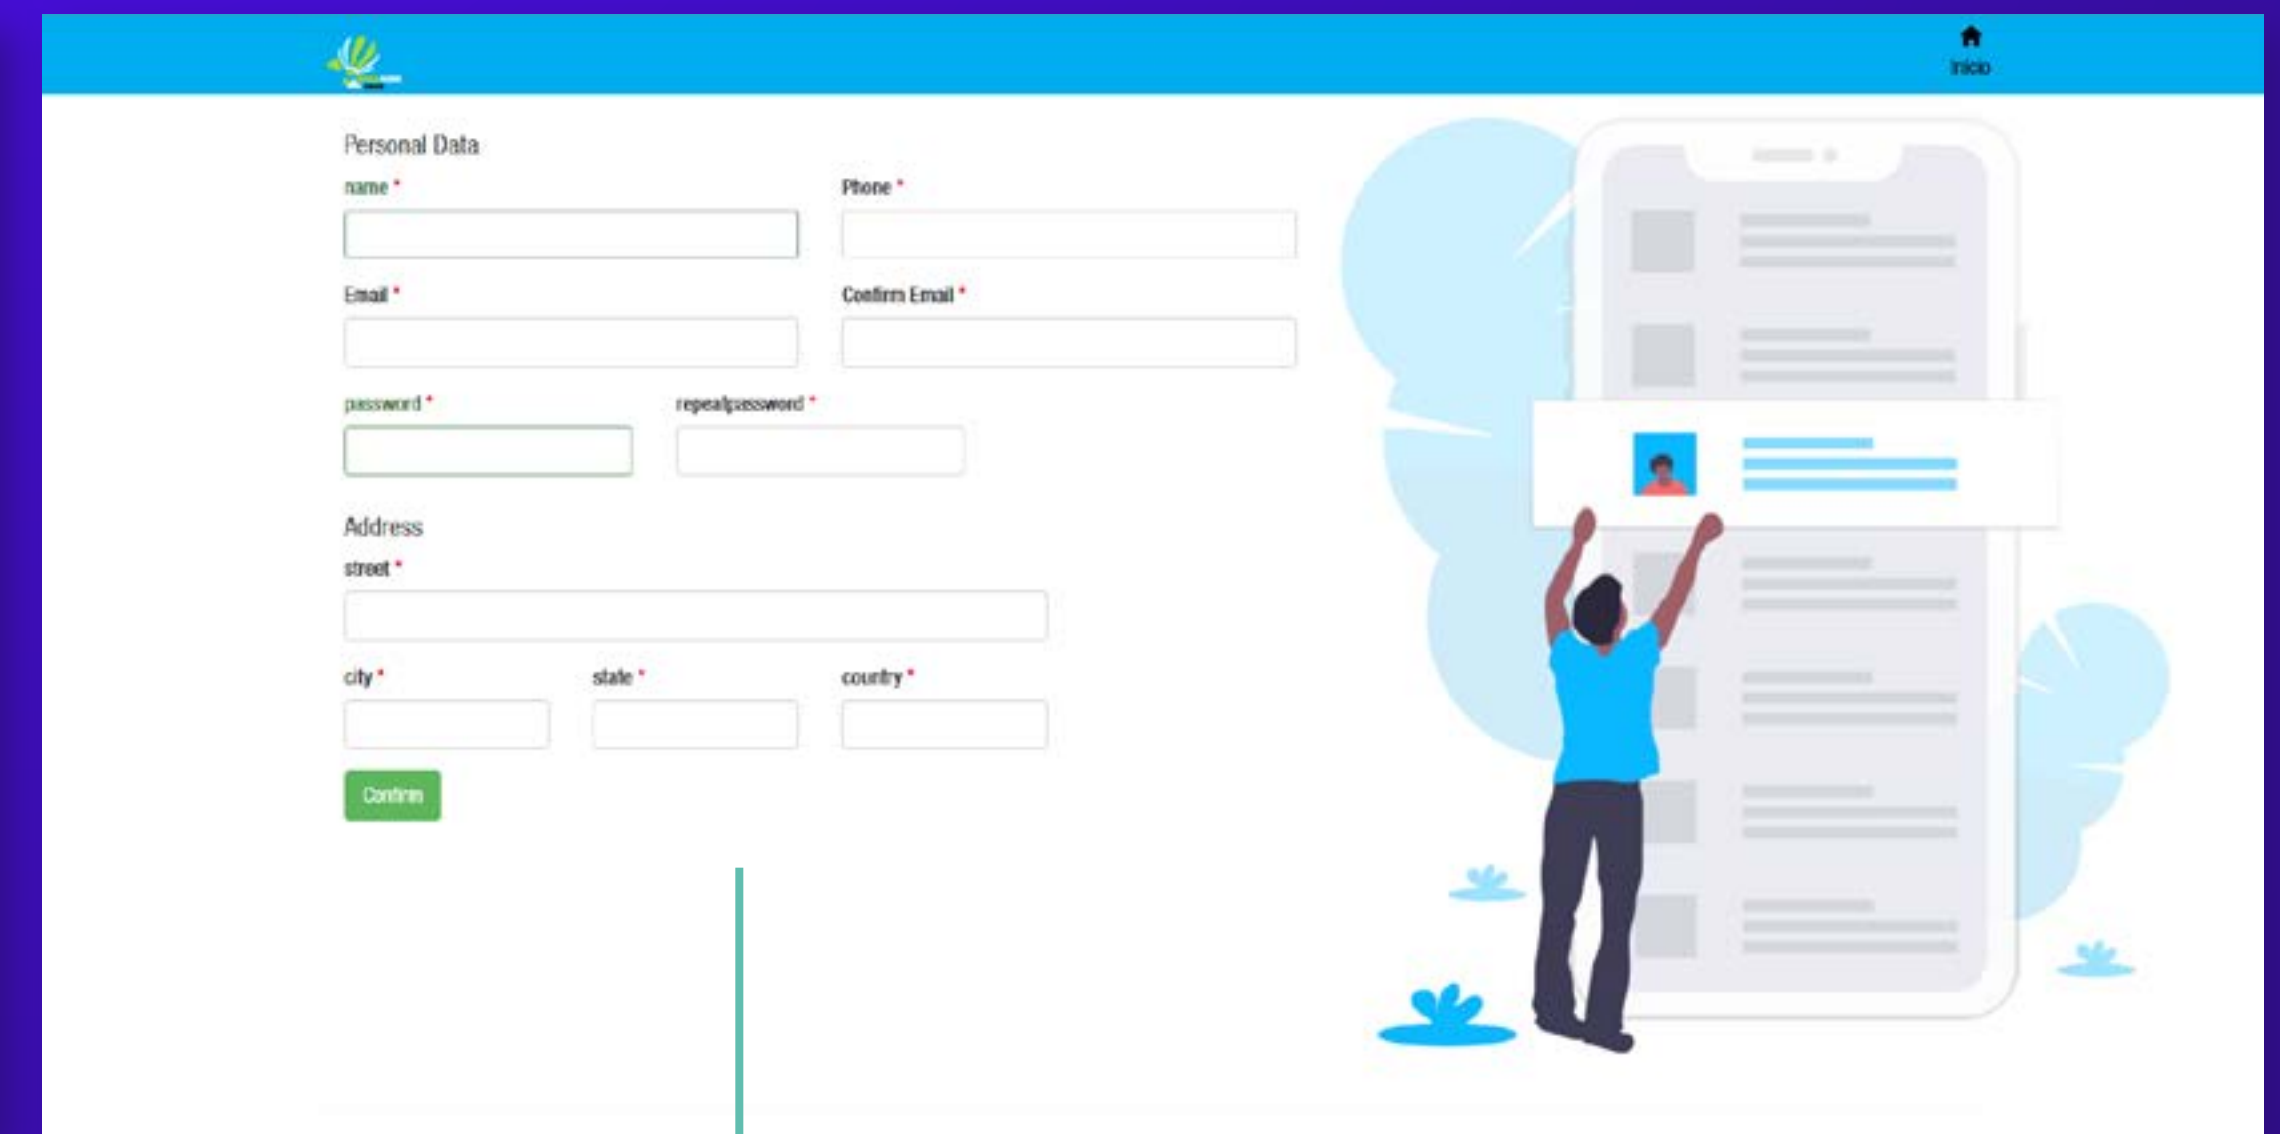 Inicio
Personal Data
name * Phone *
Email * Confirm Email *
password * repeatpassword *
Address
street *
city * state * country *
Confirm